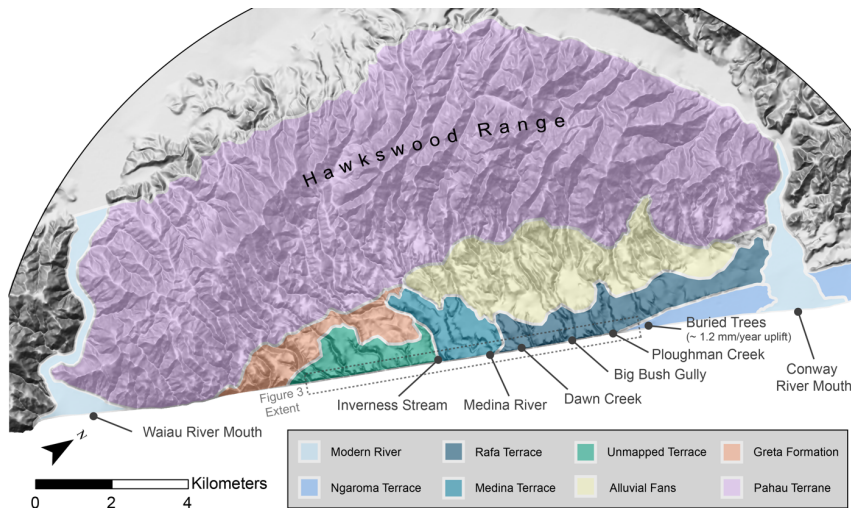 Hawkswood Range
Buried Trees
(~ 1.2 mm/year uplift)
Ploughman Creek
Big Bush Gully
Conway
River Mouth
Dawn Creek
Medina River
Inverness Stream
Figure 3
Extent
Waiau River Mouth
N
Kilometers
0 2 4
Modern River
Rafa Terrace
Unmapped Terrace
Greta Formation
Ngaroma Terrace
Medina Terrace
Alluvial Fans
Pahau Terrane